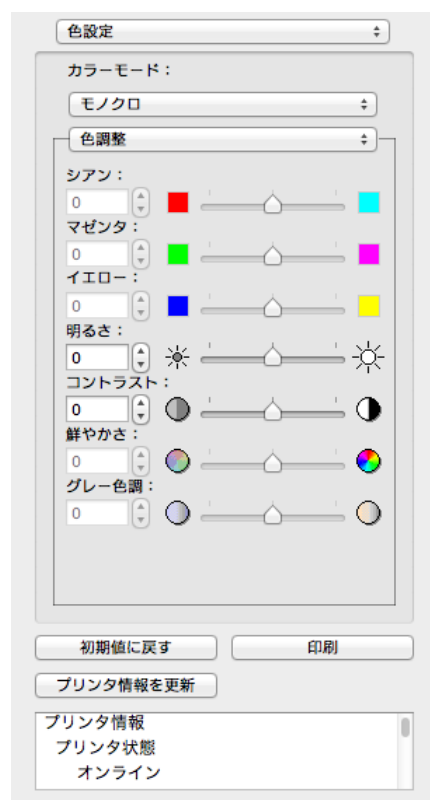 色設定
カラーモード：
モノクロ
色調整
シアン：
0
マゼンタ：
0
イエロー：
0
明るさ：
0
コントラスト：
0
鮮やかさ：
0
グレー色調：
0
初期値に戻す
印刷
プリンタ情報を更新
プリンタ情報
プリンタ状態
オンライン